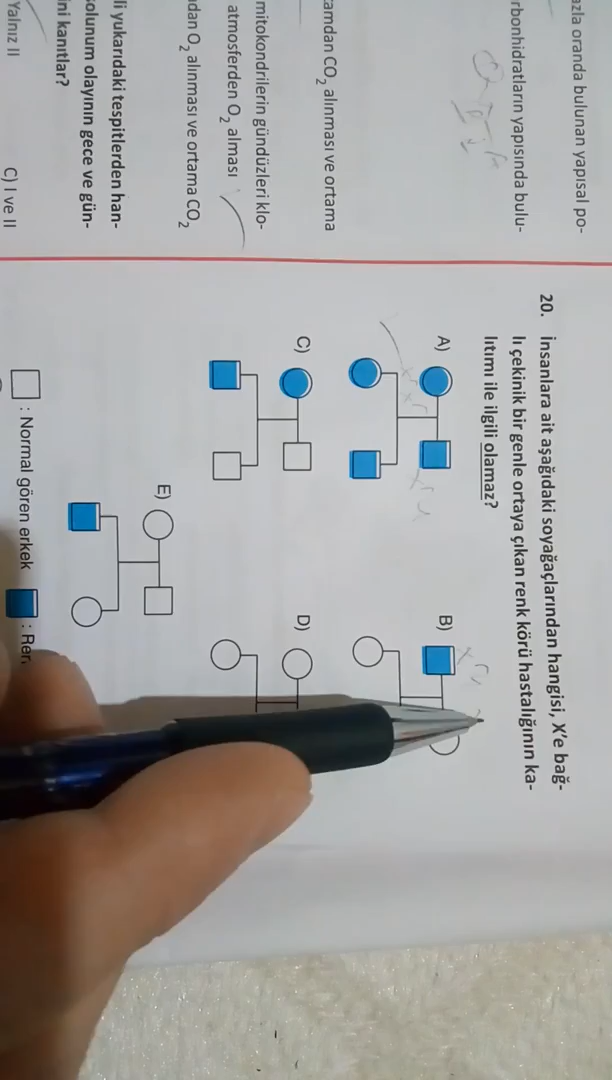 azla oranda bulunan yapısal po-
rbonhidratların yapısında bulu-
tamdan CO₂ alınması ve ortama
mitokondrilerin gündüzleri klo-
atmosferden O₂ alması
dan O₂ alınması ve ortama CO₂
li yukarıdaki tespitlerden han-
solunum olayının gece ve gün-
ini kanıtlar?
Yalnız II C) I ve II
20. İnsanlara ait aşağıdaki soyağaçlarından hangisi, X'e bağ-
lı çekinik bir genle ortaya çıkan renk körü hastalığının ka-
lıtımı ile ilgili olamaz?
A) B)
C) D)
E)
: Normal gören erkek : Ren